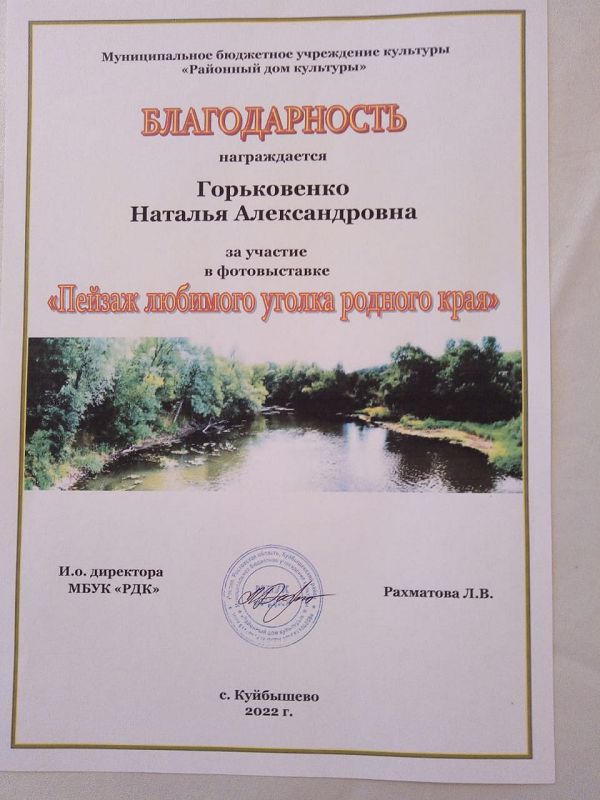 Муниципальное бюджетное учреждение культуры
«Районный дом культуры»
БЛАГОДАРНОСТЬ
награждается
Горьковенко
Наталья Александровна
за участие
в фотовыставке
«Пейзаж любимого уголка родного края»
И.о. директора
МБУК «РДК»
Рахматова Л.В.
с. Куйбышево
2022 г.